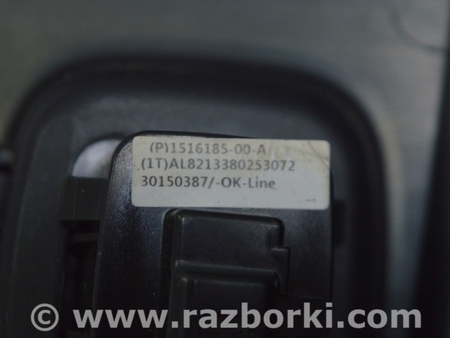 (P)1516185-00-A
(1T)AL8213380253072
30150387/-OK-Line
© www.razborki.com